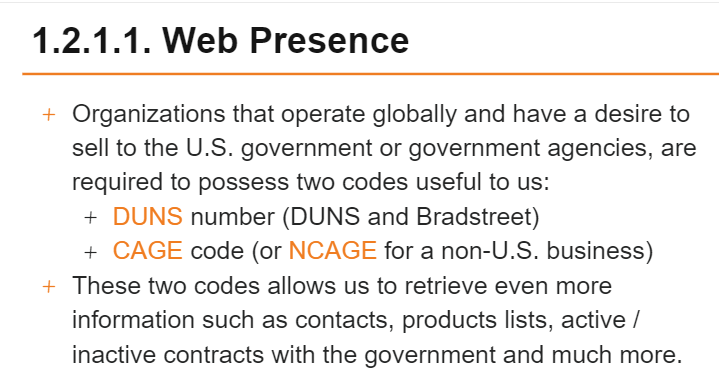 1.2.1.1. Web Presence
+ Organizations that operate globally and have a desire to
sell to the U.S. government or government agencies, are
required to possess two codes useful to us:
+ DUNS number (DUNS and Bradstreet)
+ CAGE code (or NCAGE for a non-U.S. business)
+ These two codes allows us to retrieve even more
information such as contacts, products lists, active /
inactive contracts with the government and much more.